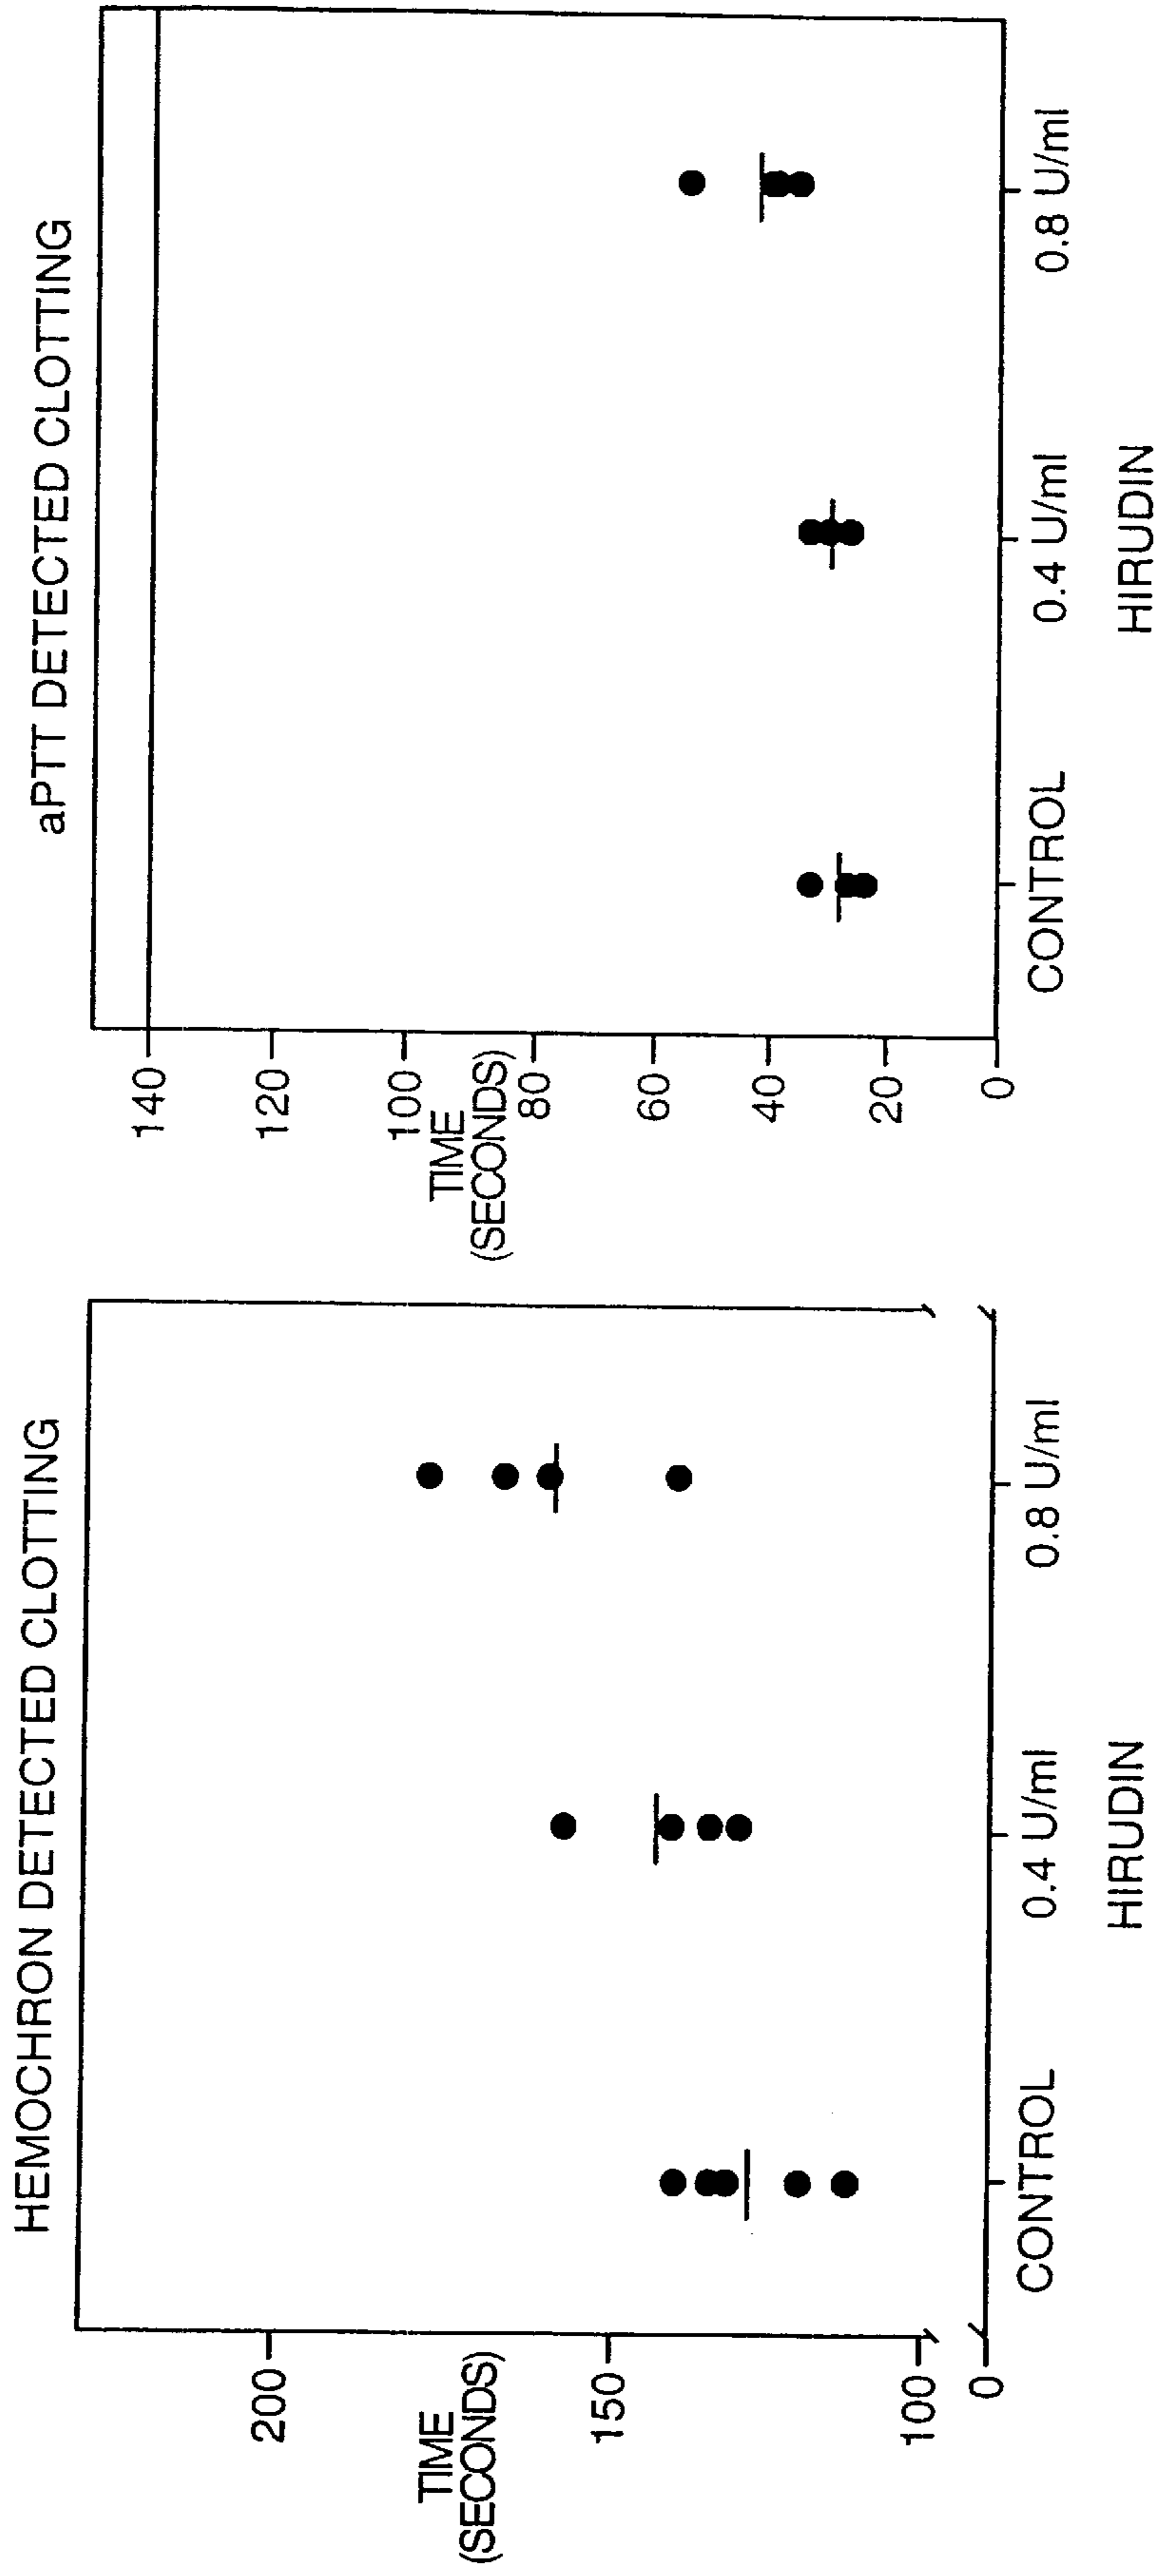 HEMOCHRON DETECTED CLOTTING
200
TIME
(SECONDS)
150
100
0
CONTROL
0.4 U/ml
0.8 U/ml
HIRUDIN
aPTT DETECTED CLOTTING
140
120
100
TIME
(SECONDS)
80
60
40
20
0
CONTROL
0.4 U/ml
0.8 U/ml
HIRUDIN